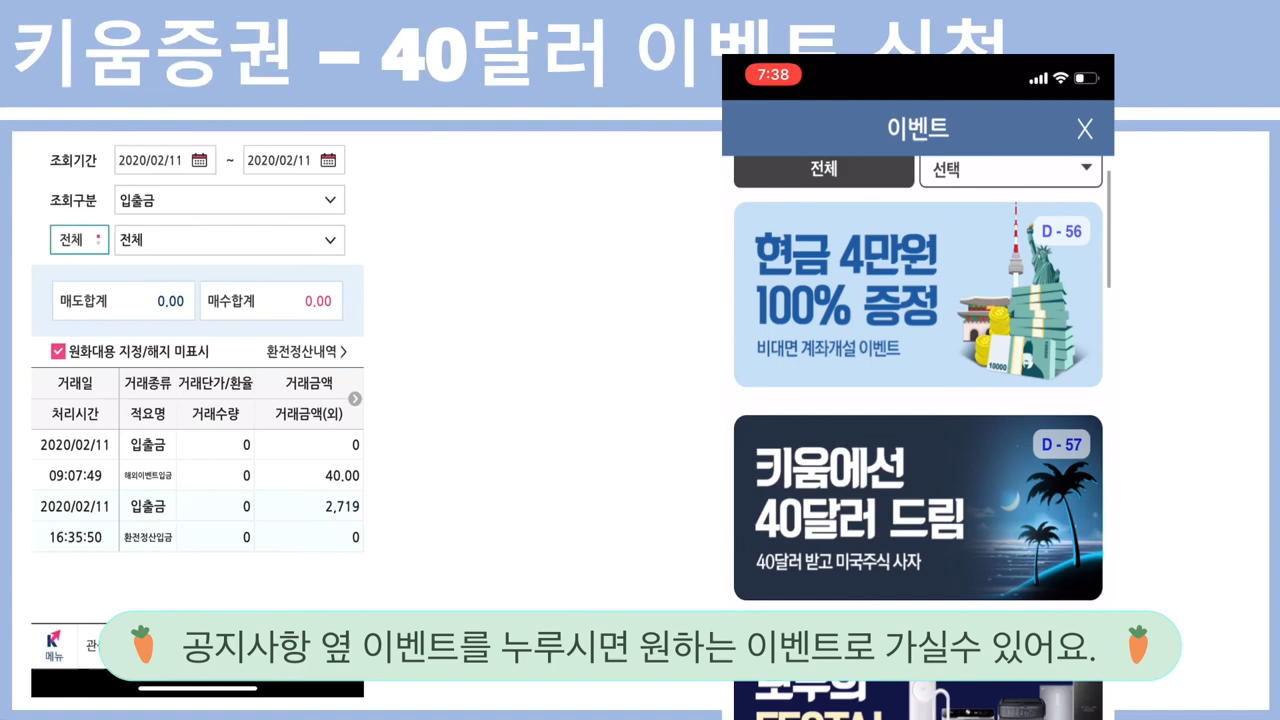 키움증권 – 40달러 이벤트 신청
조회기간 2020/02/11 ~ 2020/02/11
조회구분 입출금
전체 전체
매도합계 0.00 매수합계 0.00
원화대용 지정/해지 미표시 환전정산내역
거래일 거래종류 거래단가/환율 거래금액
처리시간 적요명 거래수량 거래금액(외)
2020/02/11 입출금 0 0
09:07:49 해외이벤트입금 0 40.00
2020/02/11 입출금 0 2,719
16:35:50 환전정산입금 0 0
메뉴
7:38
이벤트 X
전체 선택
현금 4만원
100% 증정
비대면 계좌개설 이벤트
D - 56
10000
키움에선
40달러 드림
40달러 받고 미국주식 사자
D - 57
공지사항 옆 이벤트를 누루시면 원하는 이벤트로 가실수 있어요.